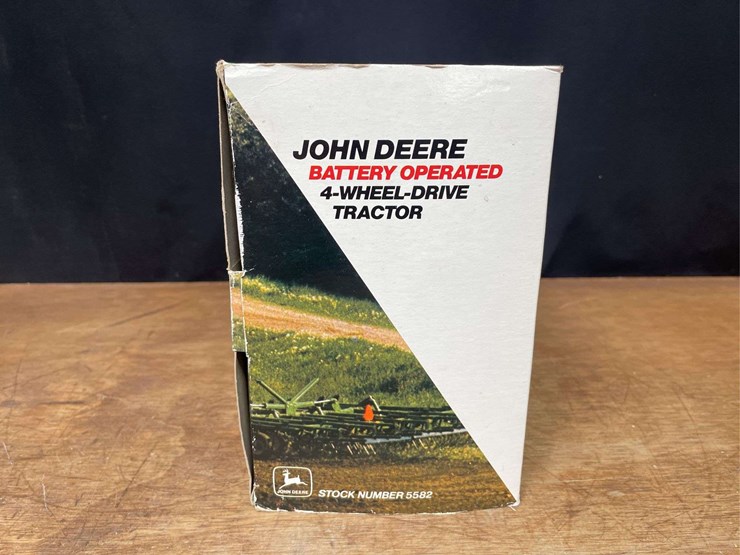 JOHN DEERE
BATTERY OPERATED
4-WHEEL-DRIVE
TRACTOR
JOHN DEERE
STOCK NUMBER 5582